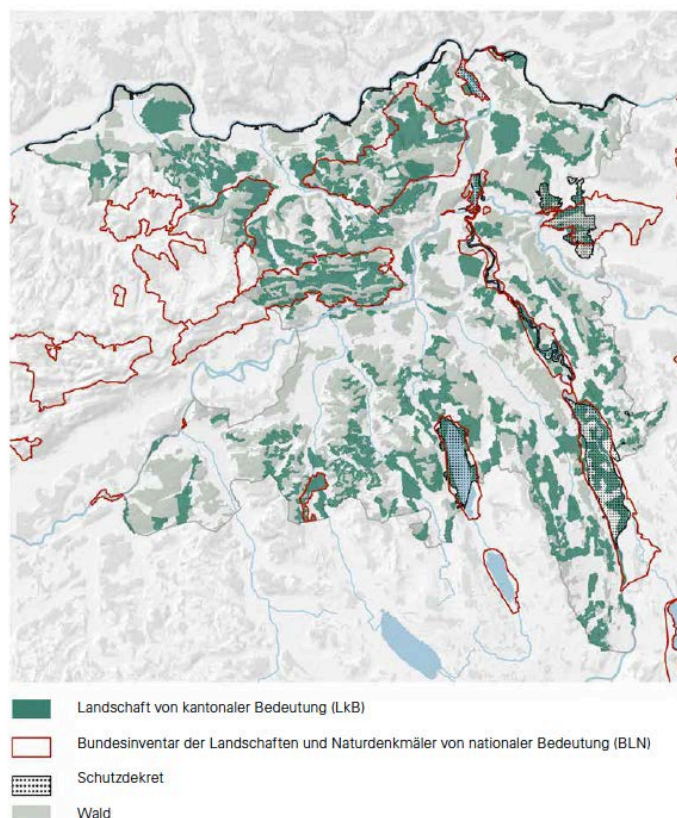 Landschaft von kantonaler Bedeutung (LkB)
Bundesinventar der Landschaften und Naturdenkmäler von nationaler Bedeutung (BLN)
Schutzdekret
Wald